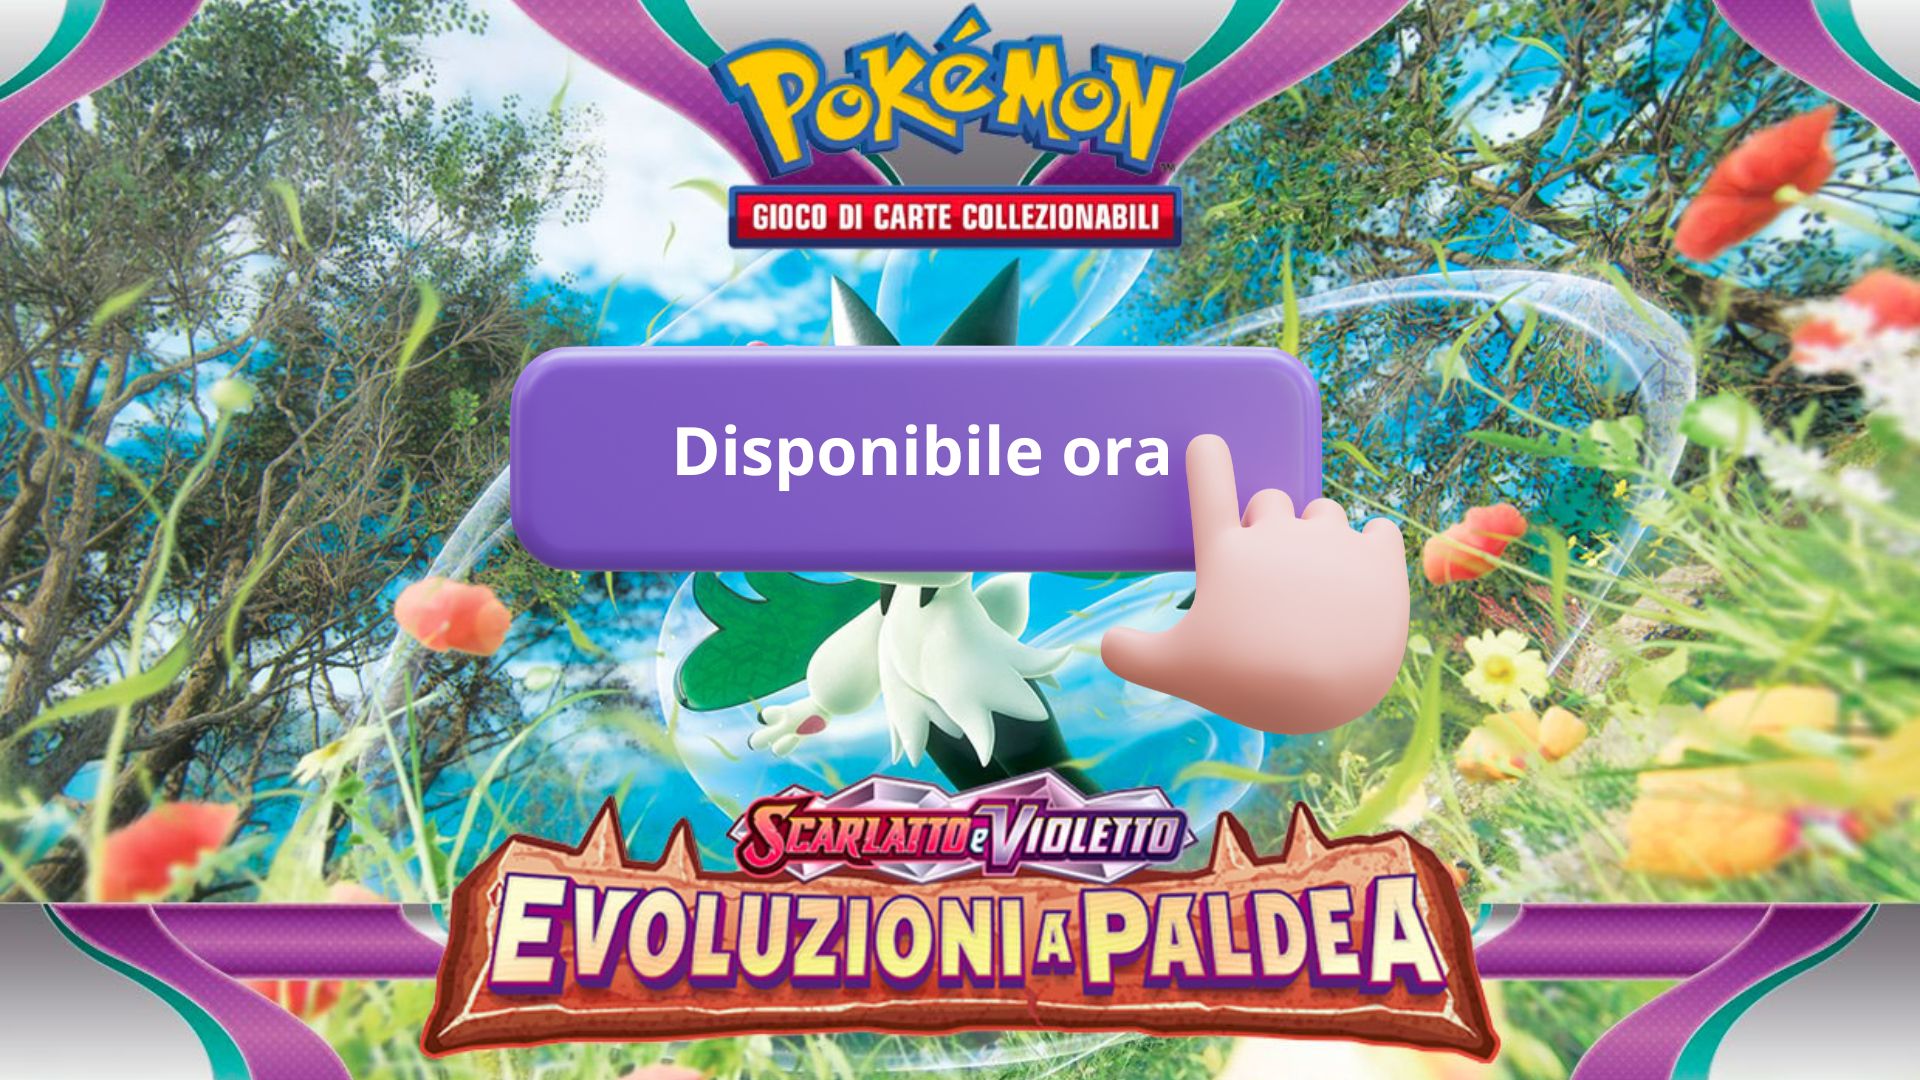 POKéMON
GIOCO DI CARTE COLLEZIONABILI
Disponibile ora
SCARLATTO e VIOLETTO
EVOLUZIONI A PALDEA